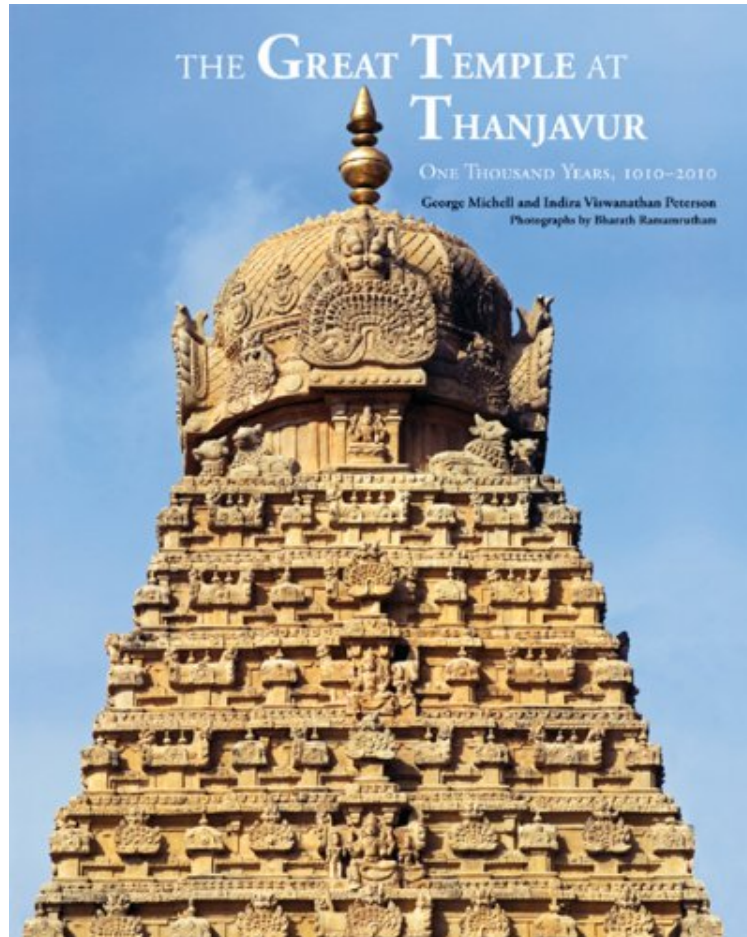 THE GREAT TEMPLE AT
THANJAVUR
ONE THOUSAND YEARS, 1010–2010
George Michell and Indira Viswanathan Peterson
Photographs by Bharath Ramamrutham